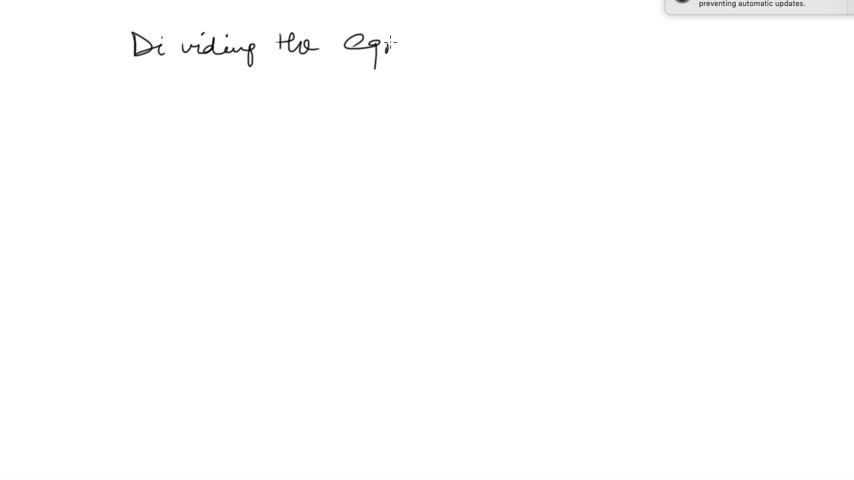 preventing automatic updates.
Dividing the eq